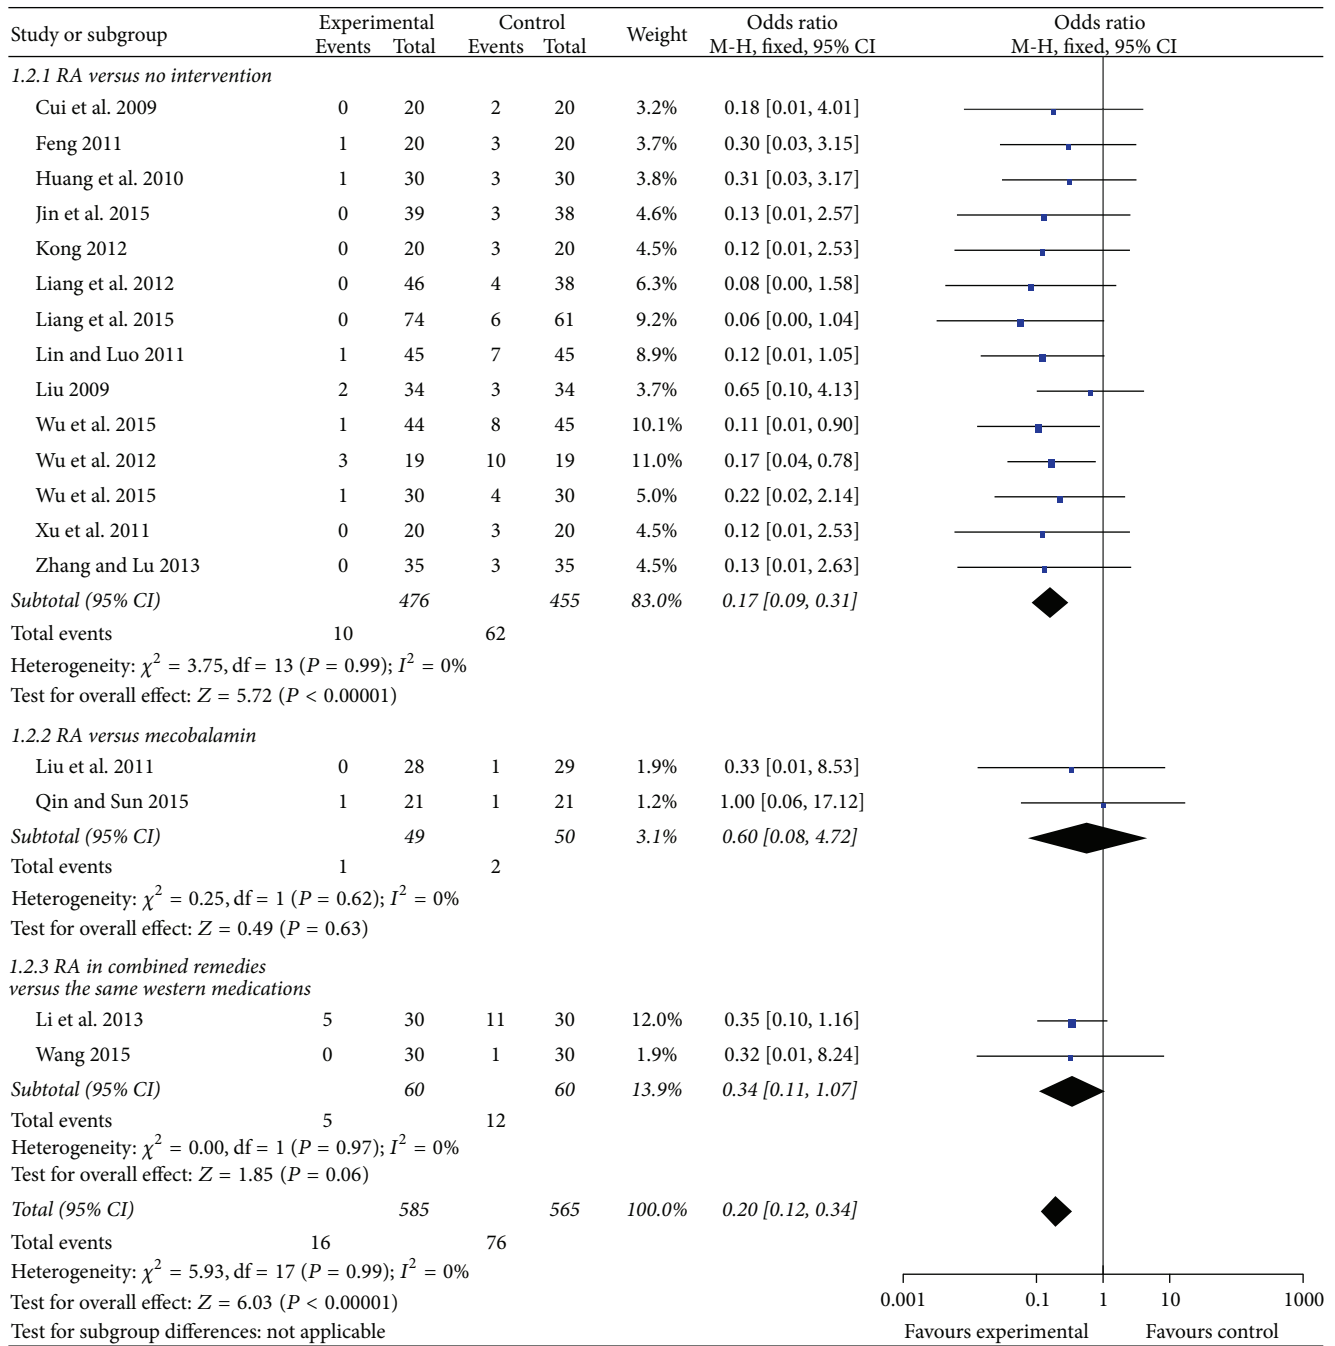 Study or subgroup Experimental Control Weight Odds ratio Odds ratio
Events Total Events Total M-H, fixed, 95% CI M-H, fixed, 95% CI
1.2.1 RA versus no intervention
Cui et al. 2009 0 20 2 20 3.2% 0.18 [0.01, 4.01]
Feng 2011 1 20 3 20 3.7% 0.30 [0.03, 3.15]
Huang et al. 2010 1 30 3 30 3.8% 0.31 [0.03, 3.17]
Jin et al. 2015 0 39 3 38 4.6% 0.13 [0.01, 2.57]
Kong 2012 0 20 3 20 4.5% 0.12 [0.01, 2.53]
Liang et al. 2012 0 46 4 38 6.3% 0.08 [0.00, 1.58]
Liang et al. 2015 0 74 6 61 9.2% 0.06 [0.00, 1.04]
Lin and Luo 2011 1 45 7 45 8.9% 0.12 [0.01, 1.05]
Liu 2009 2 34 3 34 3.7% 0.65 [0.10, 4.13]
Wu et al. 2015 1 44 8 45 10.1% 0.11 [0.01, 0.90]
Wu et al. 2012 3 19 10 19 11.0% 0.17 [0.04, 0.78]
Wu et al. 2015 1 30 4 30 5.0% 0.22 [0.02, 2.14]
Xu et al. 2011 0 20 3 20 4.5% 0.12 [0.01, 2.53]
Zhang and Lu 2013 0 35 3 35 4.5% 0.13 [0.01, 2.63]
Subtotal (95% CI) 476 455 83.0% 0.17 [0.09, 0.31]
Total events 10 62
Heterogeneity: χ² = 3.75, df = 13 (P = 0.99); I² = 0%
Test for overall effect: Z = 5.72 (P < 0.00001)
1.2.2 RA versus mecobalamin
Liu et al. 2011 0 28 1 29 1.9% 0.33 [0.01, 8.53]
Qin and Sun 2015 1 21 1 21 1.2% 1.00 [0.06, 17.12]
Subtotal (95% CI) 49 50 3.1% 0.60 [0.08, 4.72]
Total events 1 2
Heterogeneity: χ² = 0.25, df = 1 (P = 0.62); I² = 0%
Test for overall effect: Z = 0.49 (P = 0.63)
1.2.3 RA in combined remedies
versus the same western medications
Li et al. 2013 5 30 11 30 12.0% 0.35 [0.10, 1.16]
Wang 2015 0 30 1 30 1.9% 0.32 [0.01, 8.24]
Subtotal (95% CI) 60 60 13.9% 0.34 [0.11, 1.07]
Total events 5 12
Heterogeneity: χ² = 0.00, df = 1 (P = 0.97); I² = 0%
Test for overall effect: Z = 1.85 (P = 0.06)
Total (95% CI) 585 565 100.0% 0.20 [0.12, 0.34]
Total events 16 76
Heterogeneity: χ² = 5.93, df = 17 (P = 0.99); I² = 0%
Test for overall effect: Z = 6.03 (P < 0.00001)
0.001 0.1 1 10 1000
Test for subgroup differences: not applicable Favours experimental Favours control